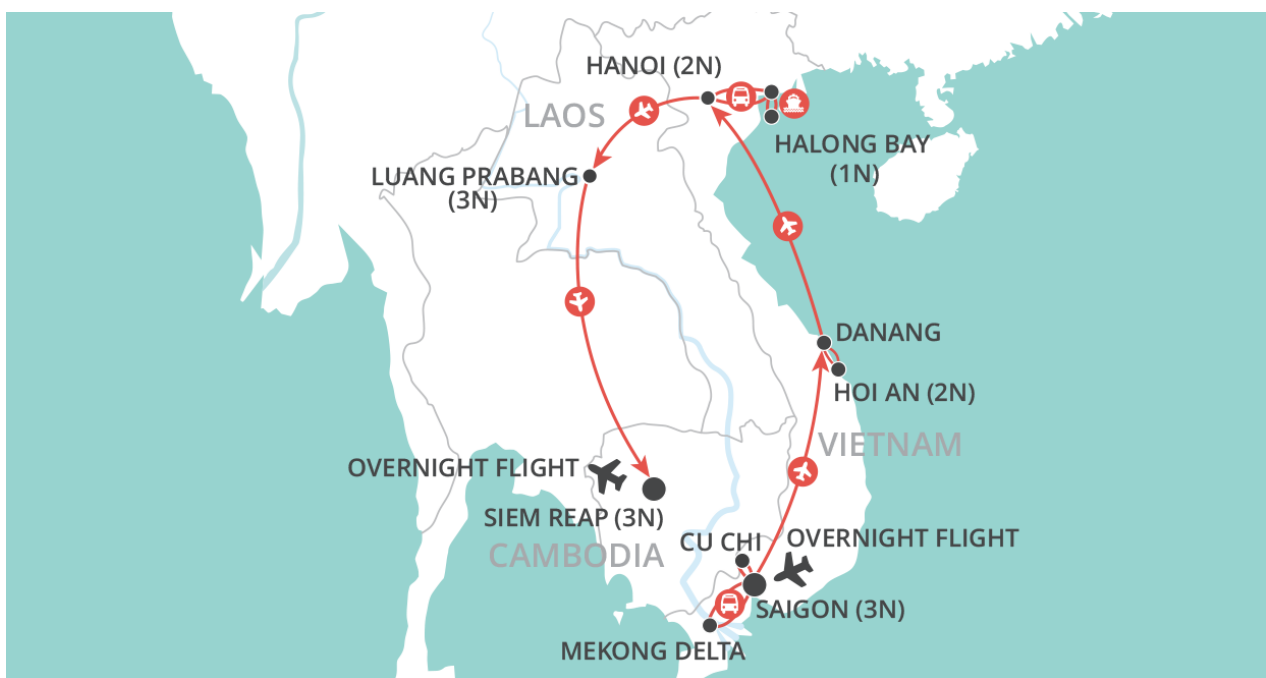 HANOI (2N)
LAOS
HALONG BAY
(1N)
LUANG PRABANG
(3N)
DANANG
HOI AN (2N)
VIETNAM
OVERNIGHT FLIGHT
SIEM REAP (3N)
CAMBODIA
CU CHI
OVERNIGHT FLIGHT
SAIGON (3N)
MEKONG DELTA